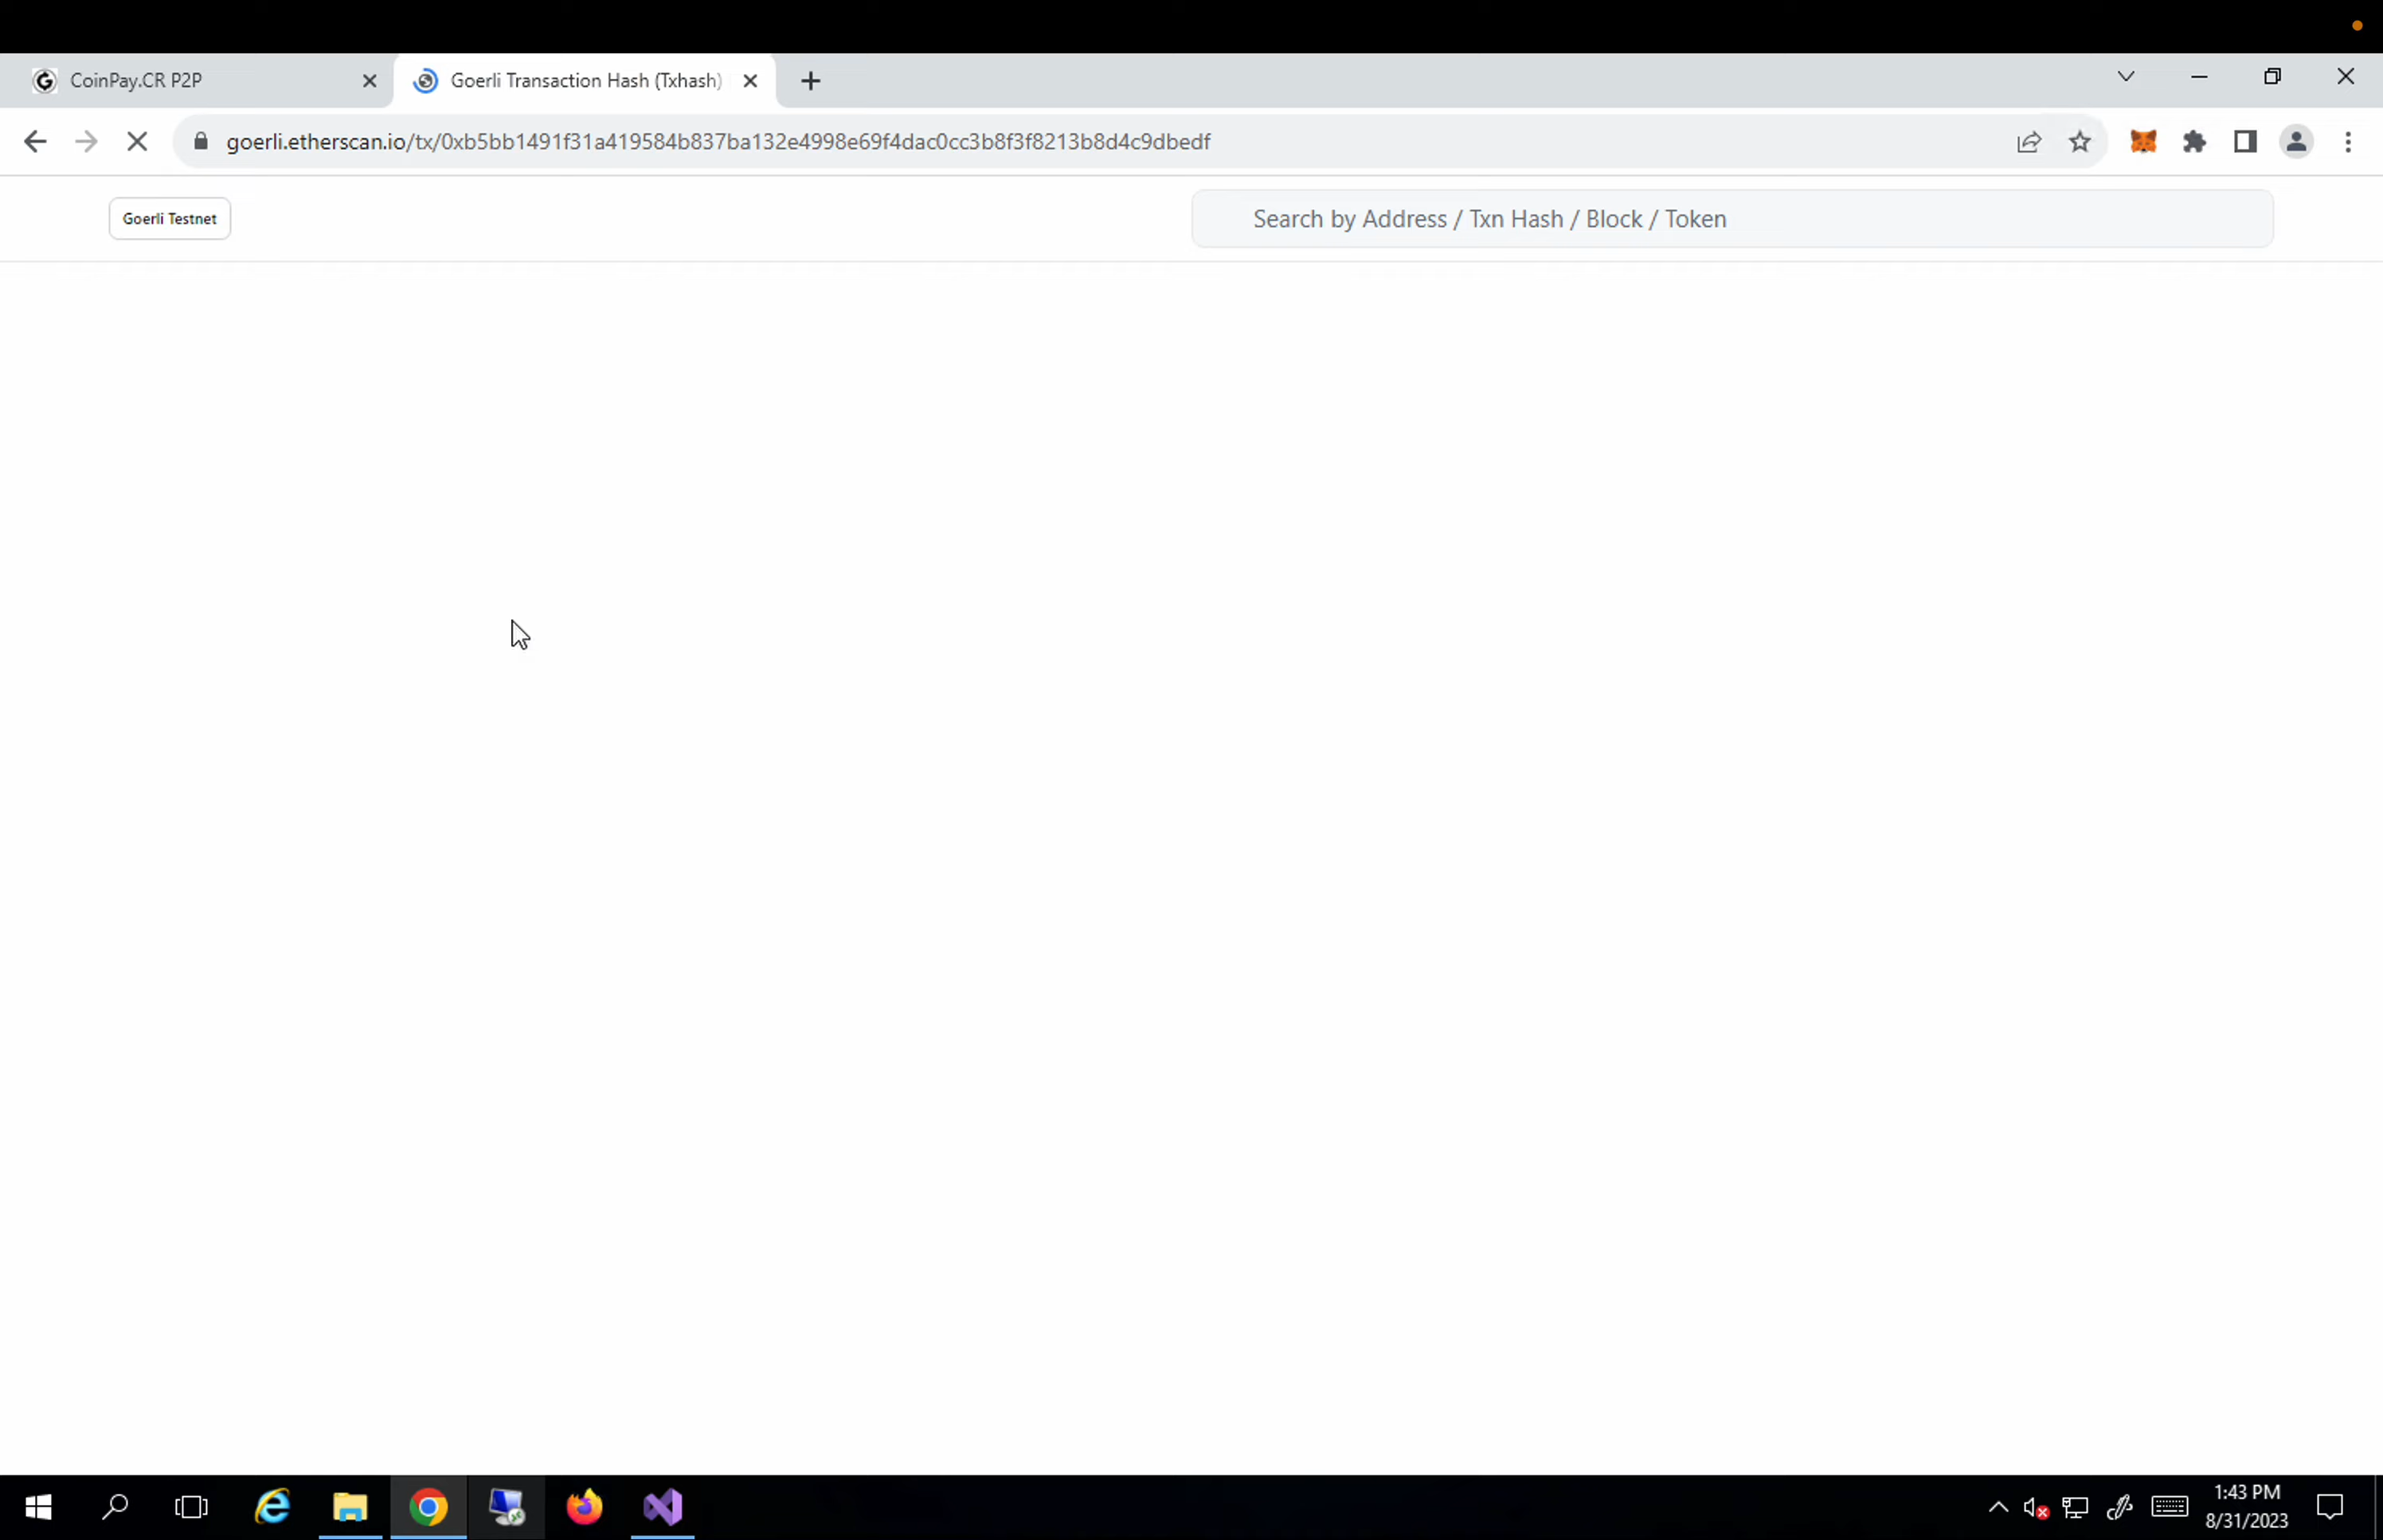 CoinPay.CR P2P
Goerli Transaction Hash (Txhash)
goerli.etherscan.io/tx/0xb5bb1491f31a419584b837ba132e4998e69f4dac0cc3b8f3f8213b8d4c9dbedf
Goerli Testnet
Search by Address / Txn Hash / Block / Token
1:43 PM
8/31/2023